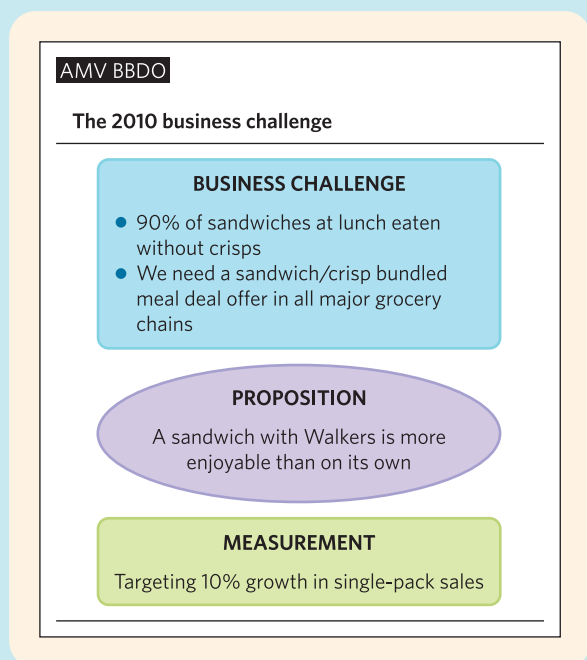 AMV BBDO
The 2010 business challenge
BUSINESS CHALLENGE
● 90% of sandwiches at lunch eaten
without crisps
● We need a sandwich/crisp bundled
meal deal offer in all major grocery
chains
PROPOSITION
A sandwich with Walkers is more
enjoyable than on its own
MEASUREMENT
Targeting 10% growth in single-pack sales